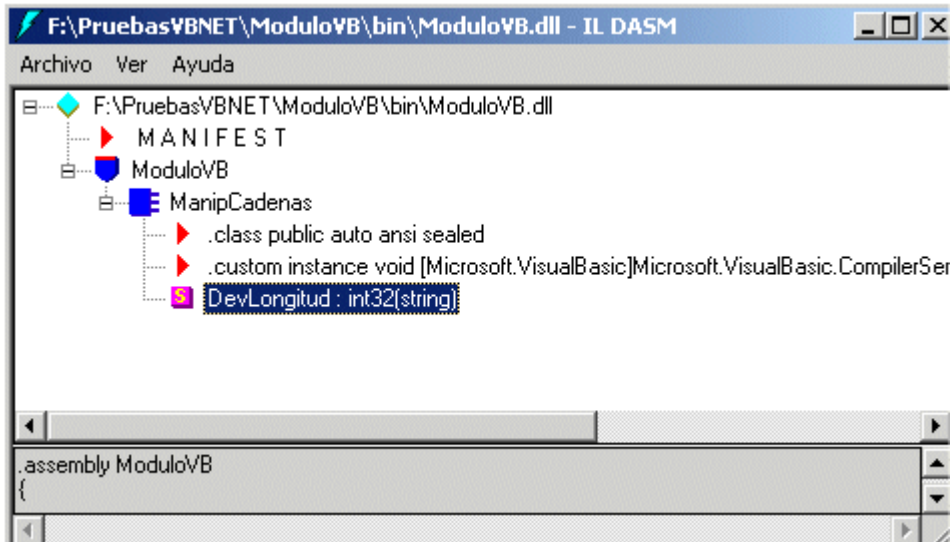 F:\PruebasVBNET\ModuloVB\bin\ModuloVB.dll - IL DASM
Archivo Ver Ayuda
F:\PruebasVBNET\ModuloVB\bin\ModuloVB.dll
M A N I F E S T
ModuloVB
ManipCadenas
.class public auto ansi sealed
.custom instance void [Microsoft.VisualBasic]Microsoft.VisualBasic.CompilerSer
S DevLongitud : int32(string)
.assembly ModuloVB
{